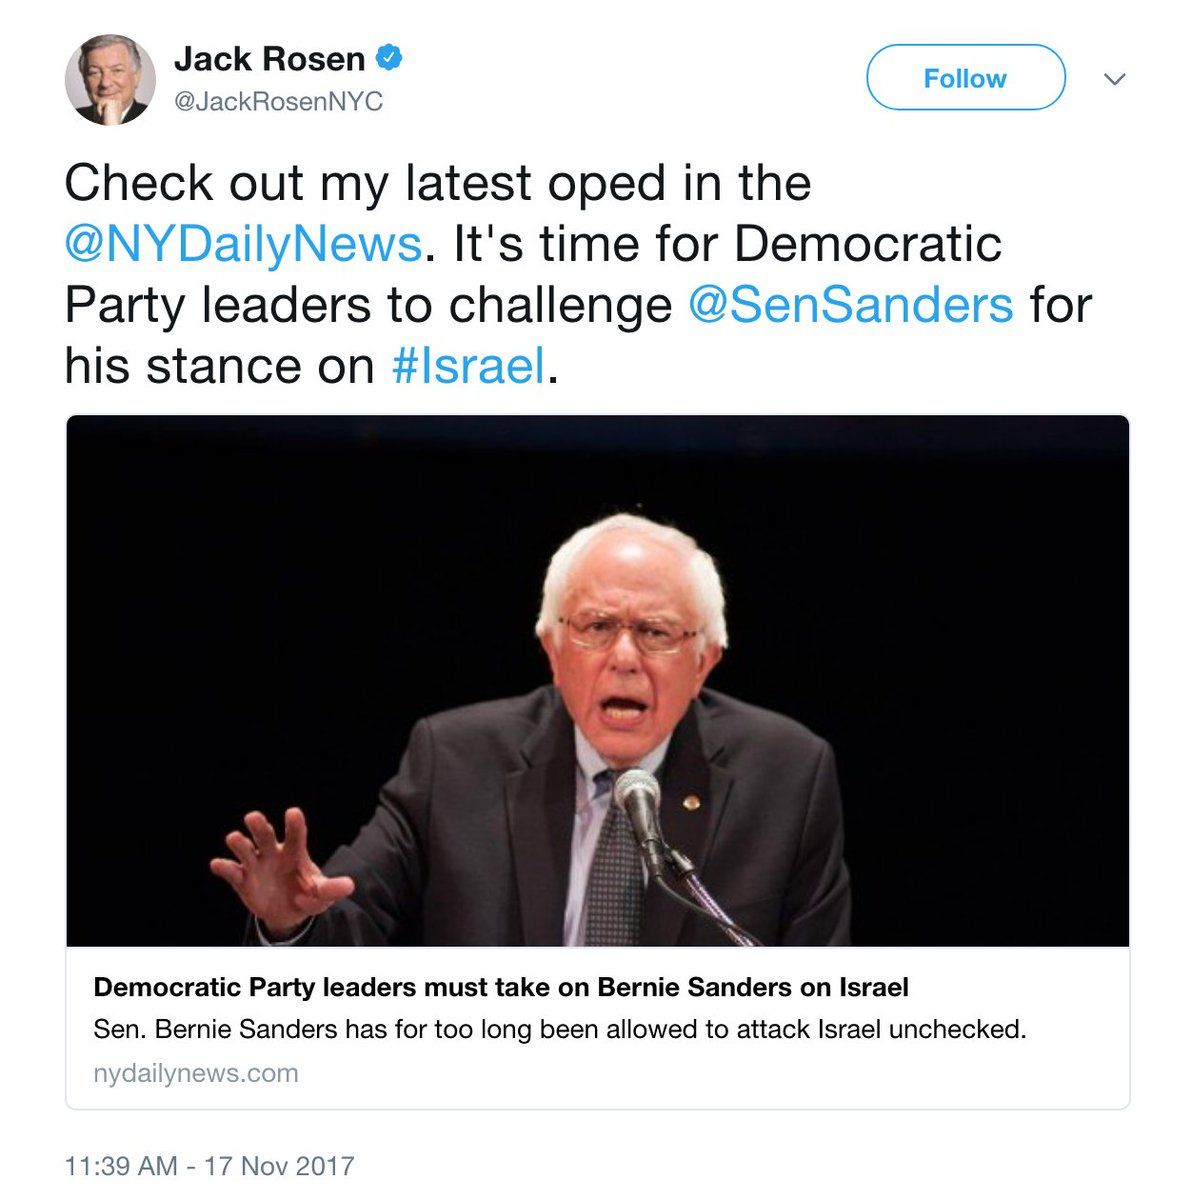 Jack Rosen
@JackRosenNYC
Follow
Check out my latest oped in the
@NYDailyNews. It's time for Democratic
Party leaders to challenge @SenSanders for
his stance on #Israel.
Democratic Party leaders must take on Bernie Sanders on Israel
Sen. Bernie Sanders has for too long been allowed to attack Israel unchecked.
nydailynews.com
11:39 AM - 17 Nov 2017